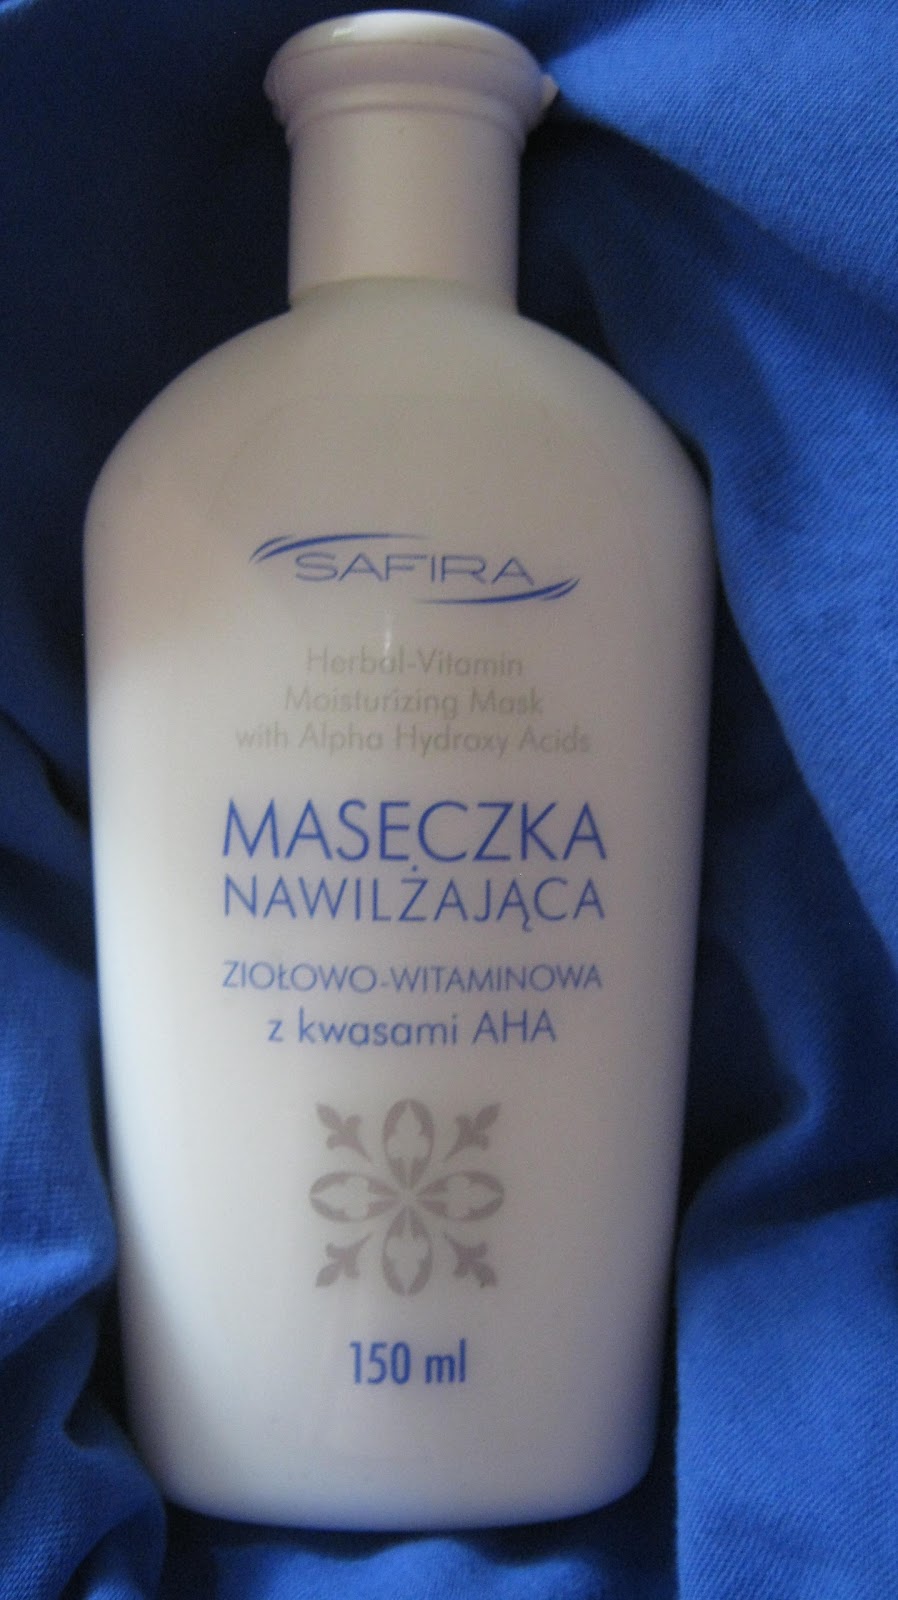 SAFIRA
Herbal-Vitamin
Moisturizing Mask
with Alpha Hydroxy Acids
MASECZKA
NAWILŻAJĄCA
ZIOŁOWO-WITAMINOWA
z kwasami AHA
150 ml